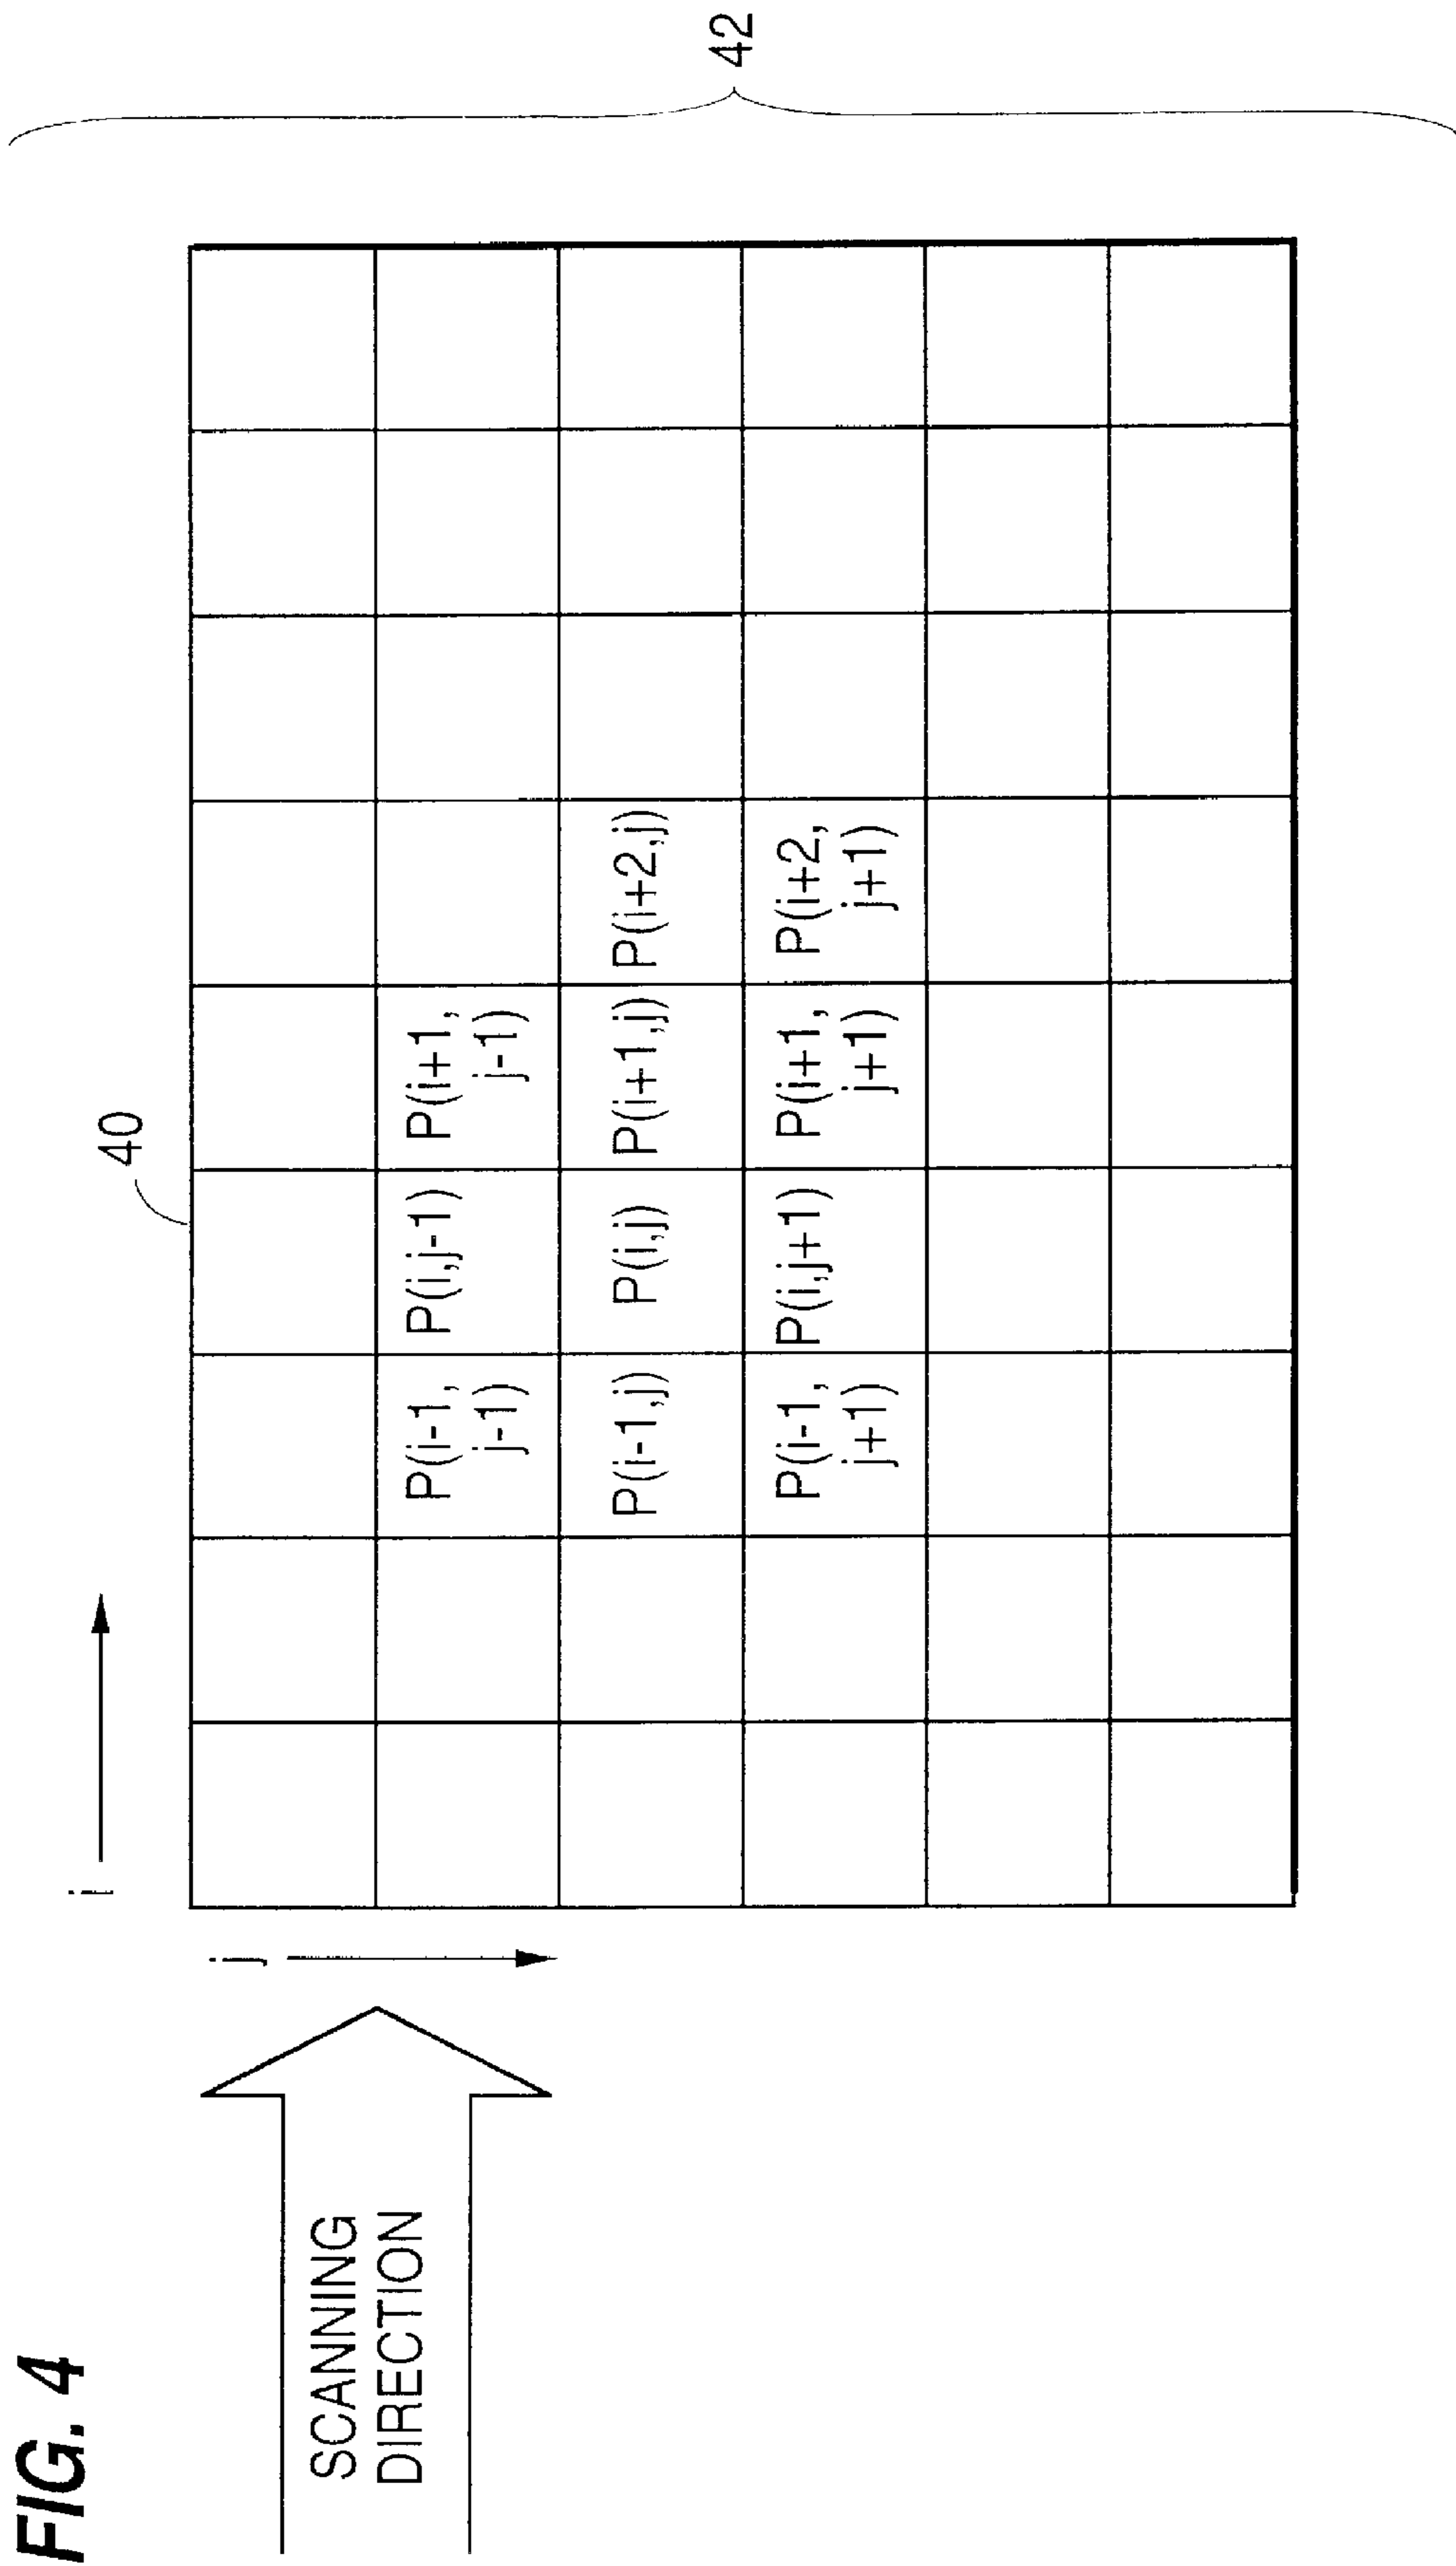 FIG. 4
i
40
j
SCANNING
DIRECTION
P(i-1,
j-1)
P(i,j-1)
P(i+1,
j-1)
P(i-1,j)
P(i,j)
P(i+1,j)
P(i+2,j)
P(i-1,
j+1)
P(i,j+1)
P(i+1,
j+1)
P(i+2,
j+1)
42